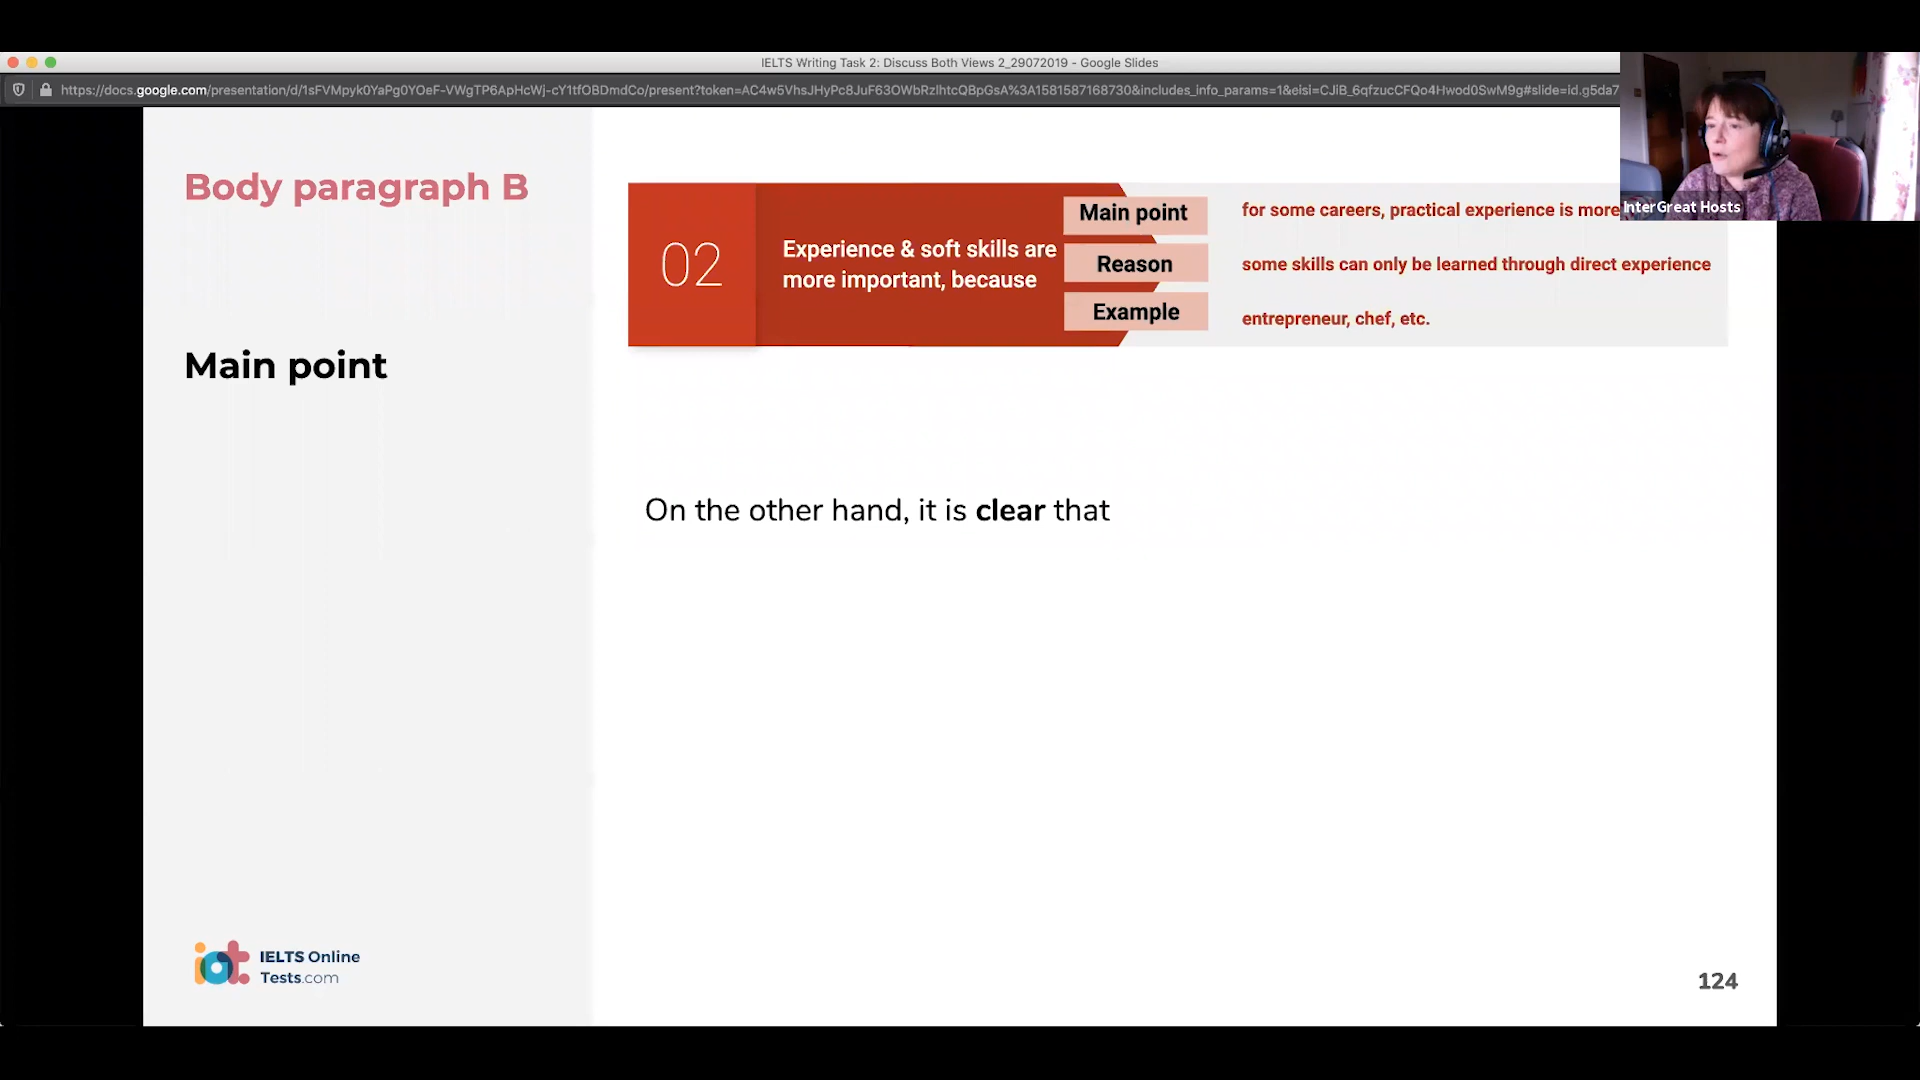 IELTS Writing Task 2: Discuss Both Views 2_29072019 - Google Slides
https://docs.google.com/presentation/d/1sFVMpyk0YaPg0YOeF-VWgTP6ApHcWj-cY1tfOBDmdCo/present?token=AC4w5VhsJHyPc8JuF63OWbRzlhtcQBpGsA%3A1581587168730&includes_info_params=1&eisi=CJiB_6qfzucCFQo4Hwod0SwM9g#slide=id.g5da7
InterGreat Hosts
Body paragraph B
Main point
02
Experience & soft skills are
more important, because
Main point
for some careers, practical experience is more
Reason
some skills can only be learned through direct experience
Example
entrepreneur, chef, etc.
On the other hand, it is clear that
iot
IELTS Online
Tests.com
124